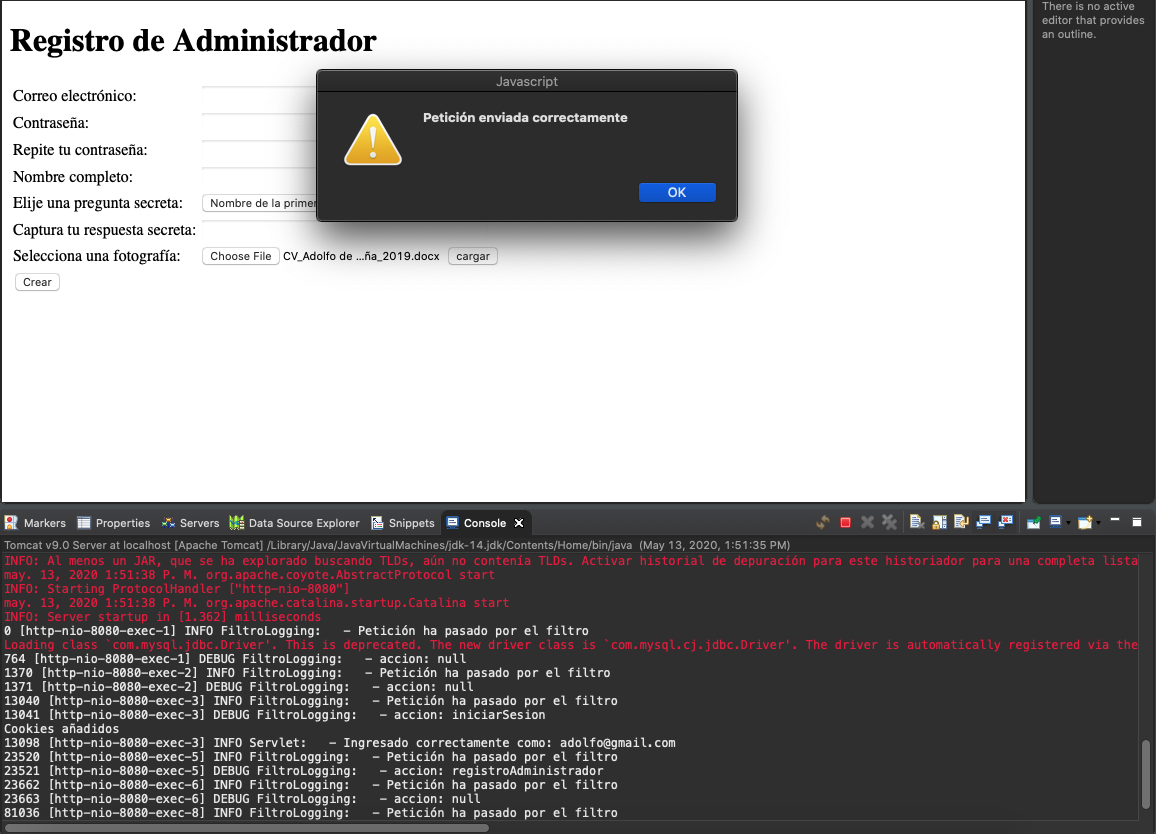 There is no active
editor that provides
an outline.
Registro de Administrador
Javascript
Petición enviada correctamente
OK
Correo electrónico:
Contraseña:
Repite tu contraseña:
Nombre completo:
Elije una pregunta secreta:
Nombre de la primer
Captura tu respuesta secreta:
Selecciona una fotografía:
Choose File CV_Adolfo de ...ña_2019.docx cargar
Crear
Markers Properties Servers Data Source Explorer Snippets Console
Tomcat v9.0 Server at localhost [Apache Tomcat] /Library/Java/JavaVirtualMachines/jdk-14.jdk/Contents/Home/bin/java (May 13, 2020, 1:51:35 PM)
INFO: Al menos un JAR, que se ha explorado buscando TLDs, aún no contenía TLDs. Activar historial de depuración para este historiador para una completa lista
may. 13, 2020 1:51:38 P. M. org.apache.coyote.AbstractProtocol start
INFO: Starting ProtocolHandler ["http-nio-8080"]
may. 13, 2020 1:51:38 P. M. org.apache.catalina.startup.Catalina start
INFO: Server startup in [1.362] milliseconds
0 [http-nio-8080-exec-1] INFO FiltroLogging: - Petición ha pasado por el filtro
Loading class `com.mysql.jdbc.Driver'. This is deprecated. The new driver class is `com.mysql.cj.jdbc.Driver'. The driver is automatically registered via the
764 [http-nio-8080-exec-1] DEBUG FiltroLogging: - accion: null
1370 [http-nio-8080-exec-2] INFO FiltroLogging: - Petición ha pasado por el filtro
1371 [http-nio-8080-exec-2] DEBUG FiltroLogging: - accion: null
13040 [http-nio-8080-exec-3] INFO FiltroLogging: - Petición ha pasado por el filtro
13041 [http-nio-8080-exec-3] DEBUG FiltroLogging: - accion: iniciarSesion
Cookies añadidos
13098 [http-nio-8080-exec-3] INFO Servlet: - Ingresado correctamente como: adolfo@gmail.com
23520 [http-nio-8080-exec-5] INFO FiltroLogging: - Petición ha pasado por el filtro
23521 [http-nio-8080-exec-5] DEBUG FiltroLogging: - accion: registroAdministrador
23662 [http-nio-8080-exec-6] INFO FiltroLogging: - Petición ha pasado por el filtro
23663 [http-nio-8080-exec-6] DEBUG FiltroLogging: - accion: null
81036 [http-nio-8080-exec-8] INFO FiltroLogging: - Petición ha pasado por el filtro